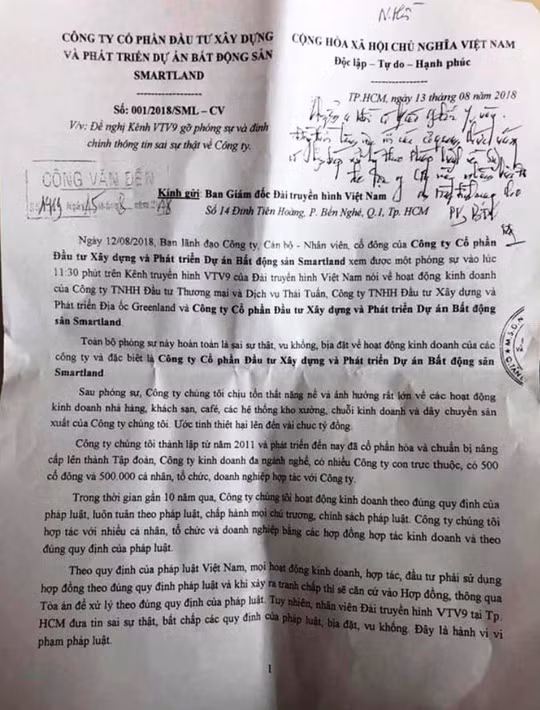 CÔNG TY CỔ PHẦN ĐẦU TƯ XÂY DỰNG
VÀ PHÁT TRIỂN DỰ ÁN BẤT ĐỘNG SẢN
SMARTLAND
CỘNG HÒA XÃ HỘI CHỦ NGHĨA VIỆT NAM
Độc lập – Tự do – Hạnh phúc
Số: 001/2018/SML - CV
TP.HCM, ngày 13 tháng 08 năm 2018
V/v: Đề nghị Kênh VTV9 gỡ phóng sự và đính
chính thông tin sai sự thật về Công ty.
CÔNG VĂN ĐẾN
Kính gửi: Ban Giám đốc Đài truyền hình Việt Nam
Số 14 Đinh Tiên Hoàng, P. Bến Nghé, Q.1, Tp. HCM
Ngày 12/08/2018, Ban lãnh đạo Công ty, Cán bộ - Nhân viên, cổ đông của Công ty Cổ phần
Đầu tư Xây dựng và Phát triển Dự án Bất động sản Smartland xem được một phóng sự vào lúc
11:30 phút trên Kênh truyền hình VTV9 của Đài truyền hình Việt Nam nói về hoạt động kinh doanh
của Công ty TNHH Đầu tư Thương mại và Dịch vụ Thái Tuấn, Công ty TNHH Đầu tư Xây dựng và
Phát triển Địa ốc Greenland và Công ty Cổ phần Đầu tư Xây dựng và Phát triển Dự án Bất động
sản Smartland.
Toàn bộ phóng sự này hoàn toàn là sai sự thật, vu khống, bịa đặt về hoạt động kinh doanh của các
công ty và đặc biệt là Công ty Cổ phần Đầu tư Xây dựng và Phát triển Dự án Bất động sản
Smartland.
Sau phóng sự, Công ty chúng tôi chịu tổn thất nặng nề và ảnh hưởng rất lớn về các hoạt động
kinh doanh nhà hàng, khách sạn, café, các hệ thống kho xưởng, chuỗi kinh doanh và dây chuyền sản
xuất của Công ty chúng tôi. Ước tính thiệt hại lên đến vài chục tỷ đồng.
Công ty chúng tôi thành lập từ năm 2011 và phát triển đến nay đã cổ phần hóa và chuẩn bị nâng
cấp lên thành Tập đoàn, Công ty kinh doanh đa ngành nghề, có nhiều Công ty con trực thuộc, có 500
cổ đông và 500.000 cá nhân, tổ chức, doanh nghiệp hợp tác với Công ty.
Trong thời gian gần 10 năm qua, Công ty chúng tôi hoạt động kinh doanh theo đúng quy định của
pháp luật, luôn tuân theo pháp luật, chấp hành mọi chủ trương, chính sách pháp luật. Công ty chúng tôi
hợp tác với nhiều cá nhân, tổ chức và doanh nghiệp bằng các hợp đồng hợp tác kinh doanh và theo
đúng quy định của pháp luật.
Theo quy định của pháp luật Việt Nam, mọi hoạt động kinh doanh, hợp tác, đầu tư phải sử dụng
hợp đồng theo đúng quy định pháp luật và khi xảy ra tranh chấp thì sẽ căn cứ vào Hợp đồng, thông qua
Tòa án để xử lý theo đúng quy định của pháp luật. Tuy nhiên, nhân viên Đài truyền hình VTV9 tại Tp.
HCM đưa tin sai sự thật, bất chấp các quy định của pháp luật, bịa đặt, vu khống. Đây là hành vi vi
phạm pháp luật.
1